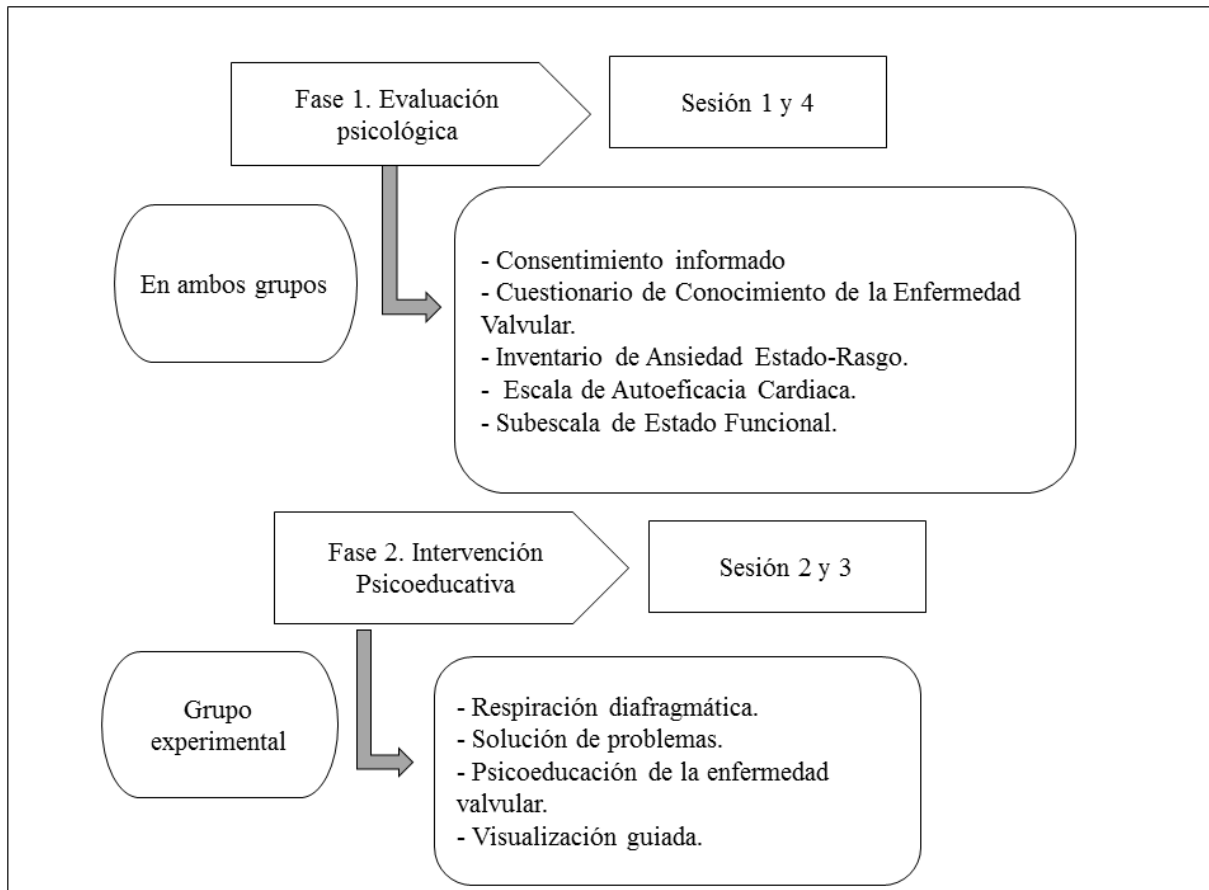 Fase 1. Evaluación
psicológica
Sesión 1 y 4
En ambos grupos
- Consentimiento informado
- Cuestionario de Conocimiento de la Enfermedad
Valvular.
- Inventario de Ansiedad Estado-Rasgo.
- Escala de Autoeficacia Cardiaca.
- Subescala de Estado Funcional.
Fase 2. Intervención
Psicoeducativa
Sesión 2 y 3
Grupo
experimental
- Respiración diafragmática.
- Solución de problemas.
- Psicoeducación de la enfermedad
valvular.
- Visualización guiada.